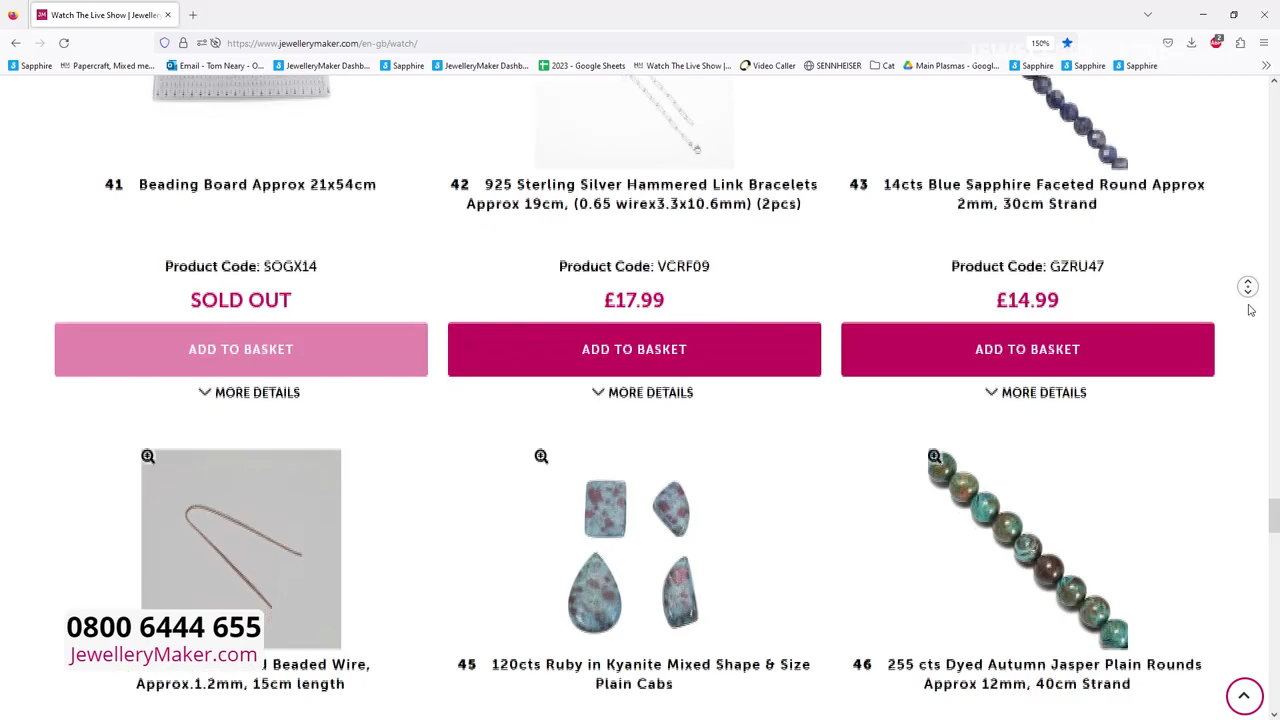 Watch The Live Show | Jeweller
https://www.jewellerymaker.com/en-gb/watch/
150%
Sapphire
Papercraft, Mixed me...
Email - Tom Neary - O...
JewelleryMaker Dashb...
Sapphire
JewelleryMaker Dashb...
2023 - Google Sheets
Watch The Live Show |...
Video Caller
SENNHEISER
Cat
Main Plasmas - Googl...
Sapphire
Sapphire
Sapphire
41 Beading Board Approx 21x54cm
Product Code: SOGX14
SOLD OUT
ADD TO BASKET
MORE DETAILS
42 925 Sterling Silver Hammered Link Bracelets
Approx 19cm, (0.65 wirex3.3x10.6mm) (2pcs)
Product Code: VCRF09
£17.99
ADD TO BASKET
MORE DETAILS
43 14cts Blue Sapphire Faceted Round Approx
2mm, 30cm Strand
Product Code: GZRU47
£14.99
ADD TO BASKET
MORE DETAILS
0800 6444 655
JewelleryMaker.com
Beaded Wire,
Approx.1.2mm, 15cm length
45 120cts Ruby in Kyanite Mixed Shape & Size
Plain Cabs
46 255 cts Dyed Autumn Jasper Plain Rounds
Approx 12mm, 40cm Strand